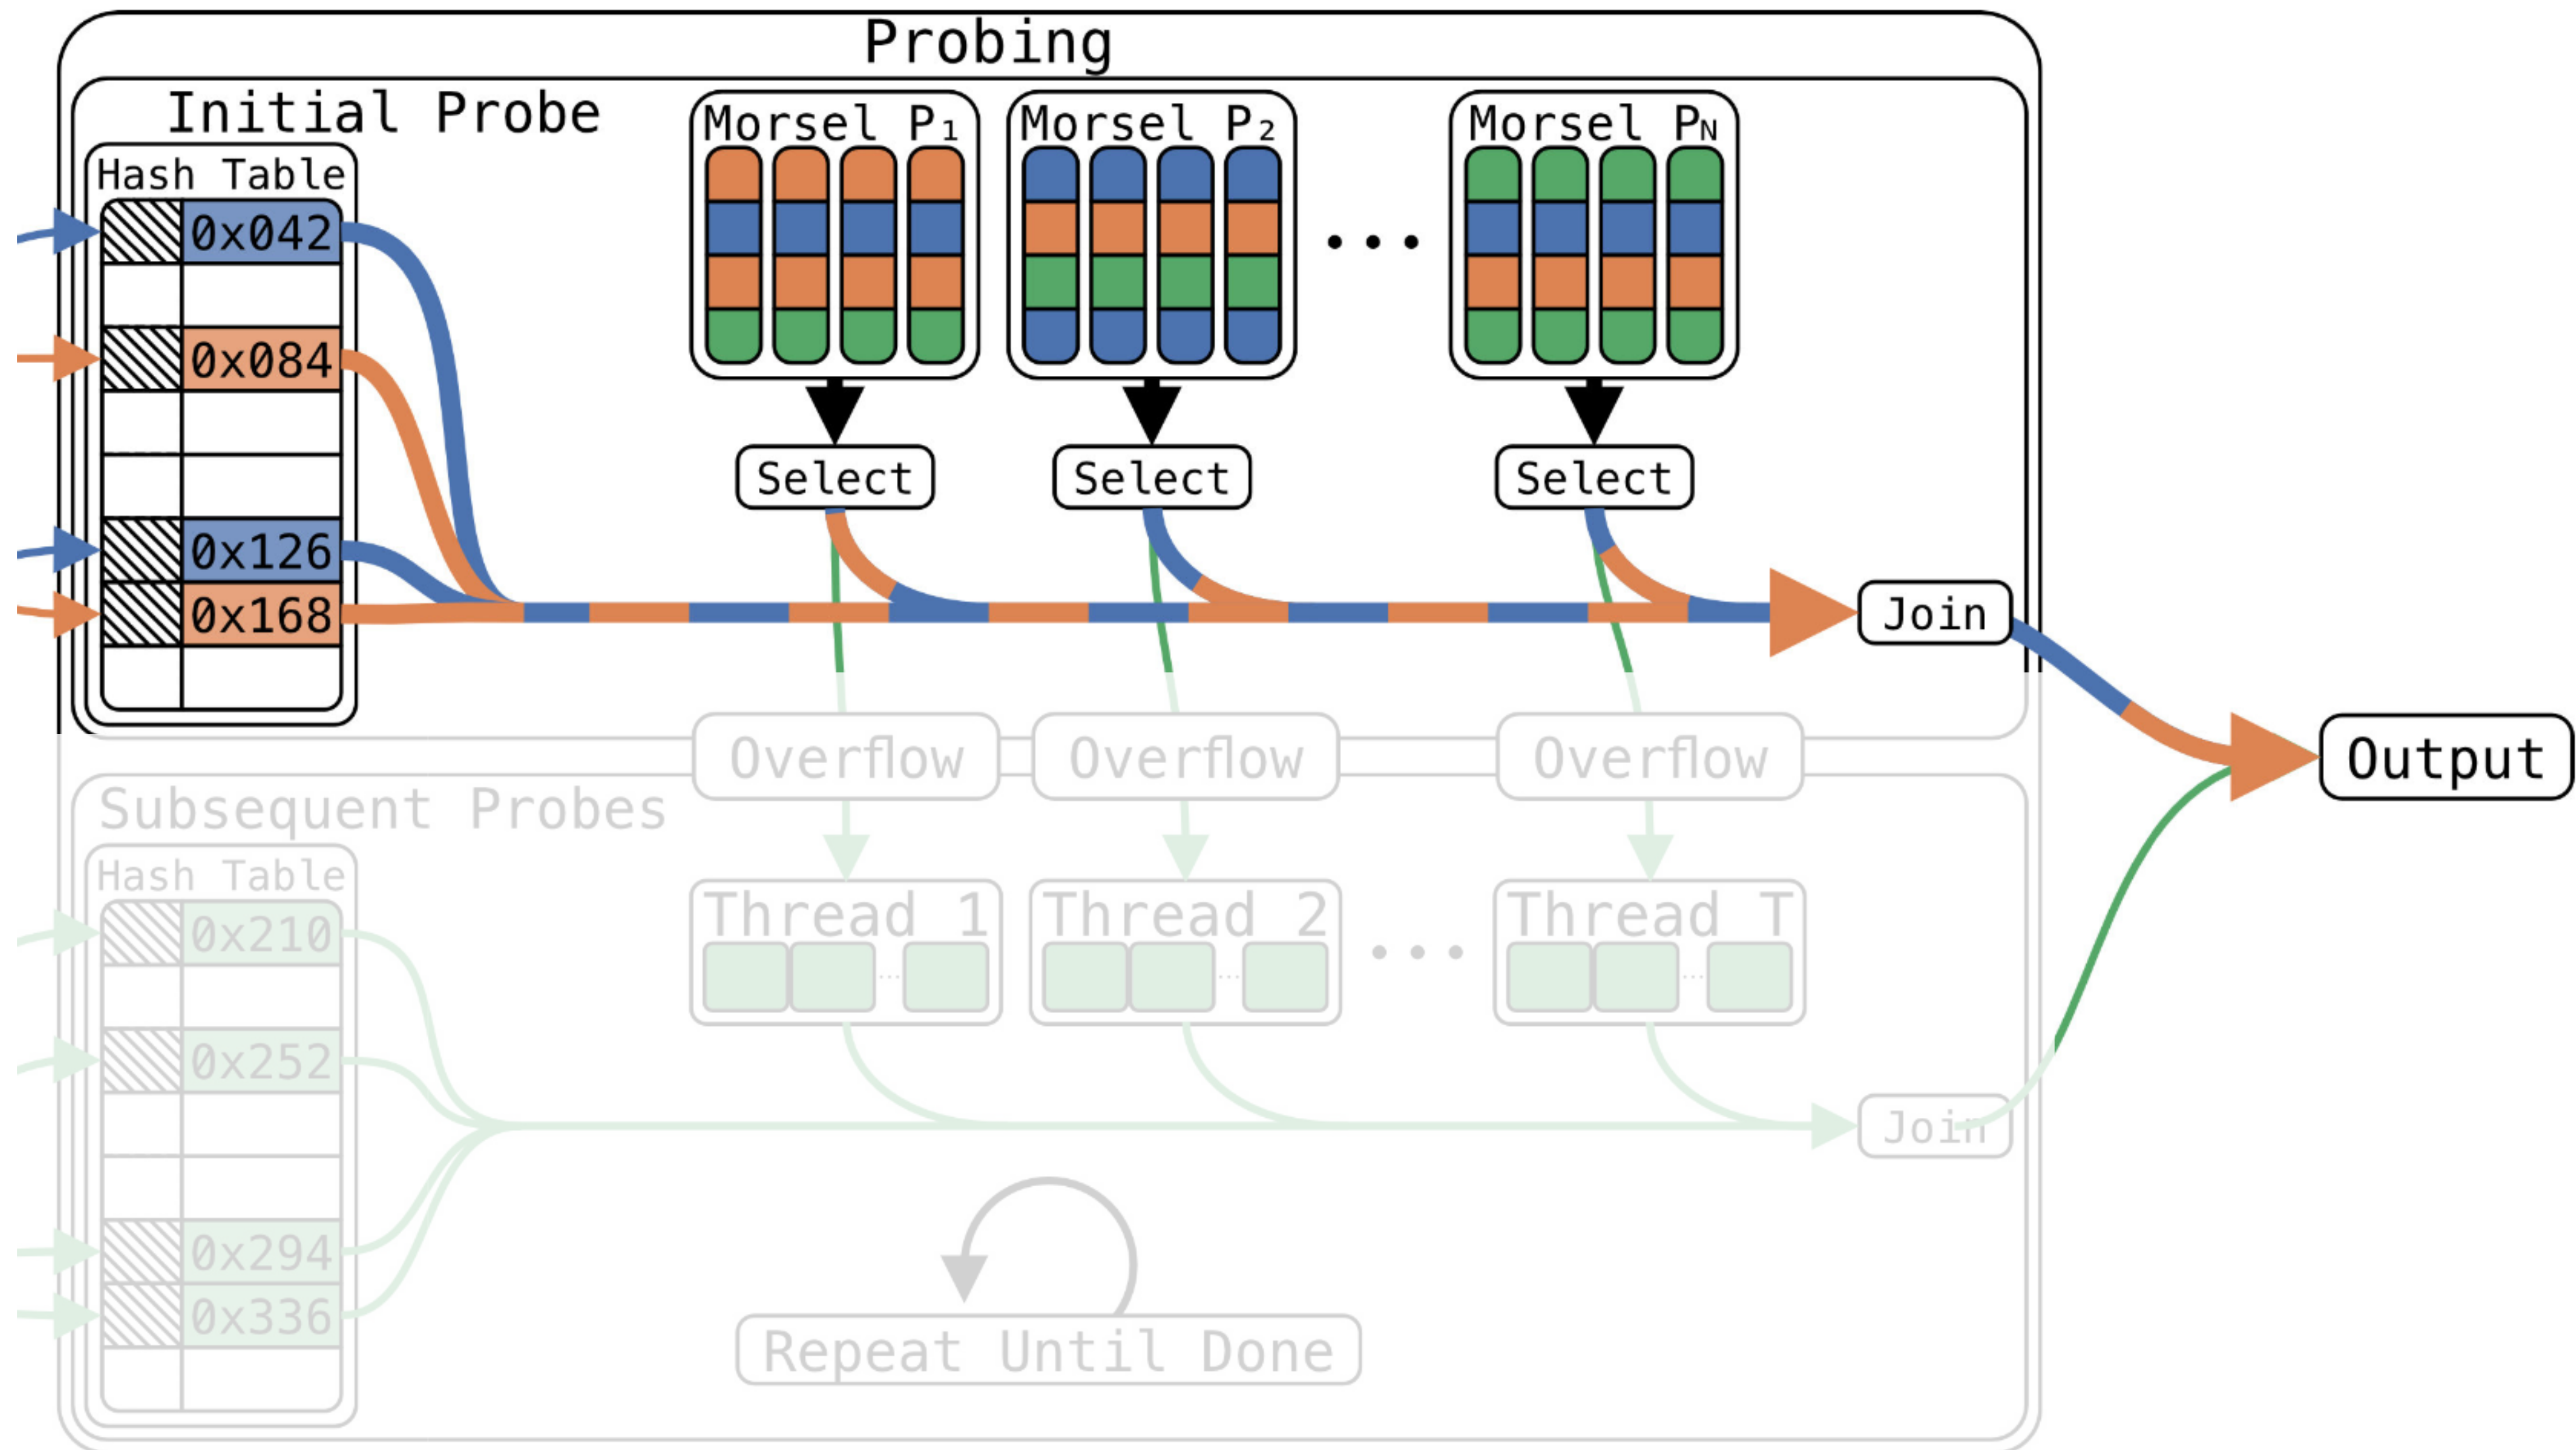 Probing
Initial Probe
Hash Table
0x042
0x084
0x126
0x168
Morsel P₁
Morsel P₂
Morsel Pɴ
Select
Select
Select
Join
Output
Overflow
Overflow
Overflow
Subsequent Probes
Hash Table
0x210
0x252
0x294
0x336
Thread 1
Thread 2
Thread T
Join
Repeat Until Done